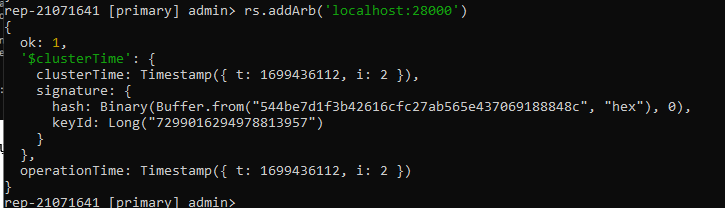 rep-21071641 [primary] admin> rs.addArb('localhost:28000')
{
  ok: 1,
  '$clusterTime': {
    clusterTime: Timestamp({ t: 1699436112, i: 2 }),
    signature: {
      hash: Binary(Buffer.from("544be7d1f3b42616cfc27ab565e437069188848c", "hex"), 0),
      keyId: Long("7299016294978813957")
    }
  },
  operationTime: Timestamp({ t: 1699436112, i: 2 })
}
rep-21071641 [primary] admin>